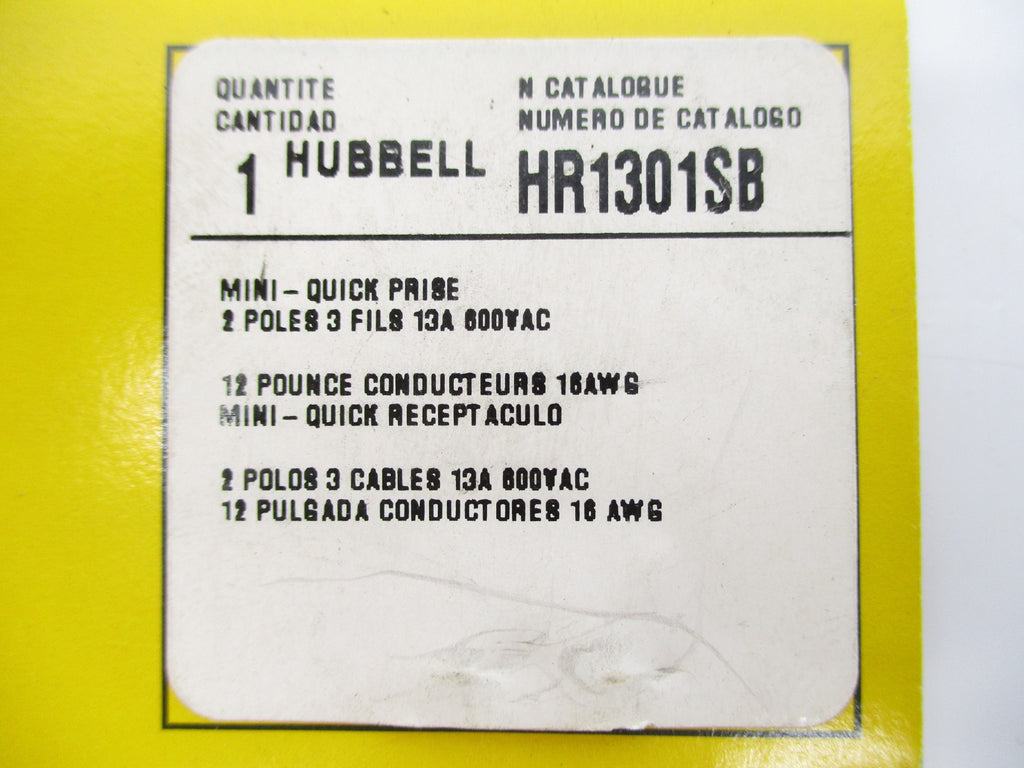 QUANTITE
CANTIDAD
1 HUBBELL
N CATALOGUE
NUMERO DE CATALOGO
HR1301SB
MINI-QUICK PRISE
2 POLES 3 FILS 13A 600VAC
12 POUNCE CONDUCTEURS 16AWG
MINI-QUICK RECEPTACULO
2 POLOS 3 CABLES 13A 600VAC
12 PULGADA CONDUCTORES 16 AWG